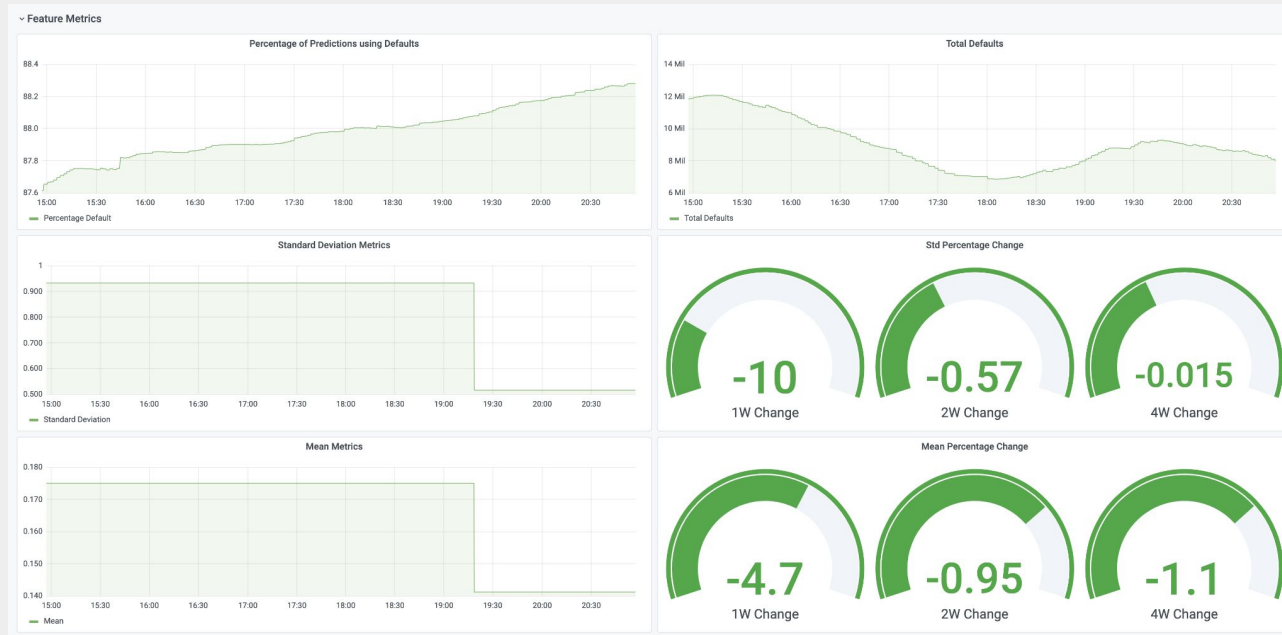 Feature Metrics
Percentage of Predictions using Defaults
88.4
88.2
88.0
87.8
87.6
15:00 15:30 16:00 16:30 17:00 17:30 18:00 18:30 19:00 19:30 20:00 20:30
Percentage Default
Total Defaults
14 Mil
12 Mil
10 Mil
8 Mil
6 Mil
15:00 15:30 16:00 16:30 17:00 17:30 18:00 18:30 19:00 19:30 20:00 20:30
Total Defaults
Standard Deviation Metrics
1
0.900
0.800
0.700
0.600
0.500
15:00 15:30 16:00 16:30 17:00 17:30 18:00 18:30 19:00 19:30 20:00 20:30
Standard Deviation
Std Percentage Change
-10
1W Change
-0.57
2W Change
-0.015
4W Change
Mean Metrics
0.180
0.170
0.160
0.150
0.140
15:00 15:30 16:00 16:30 17:00 17:30 18:00 18:30 19:00 19:30 20:00 20:30
Mean
Mean Percentage Change
-4.7
1W Change
-0.95
2W Change
-1.1
4W Change